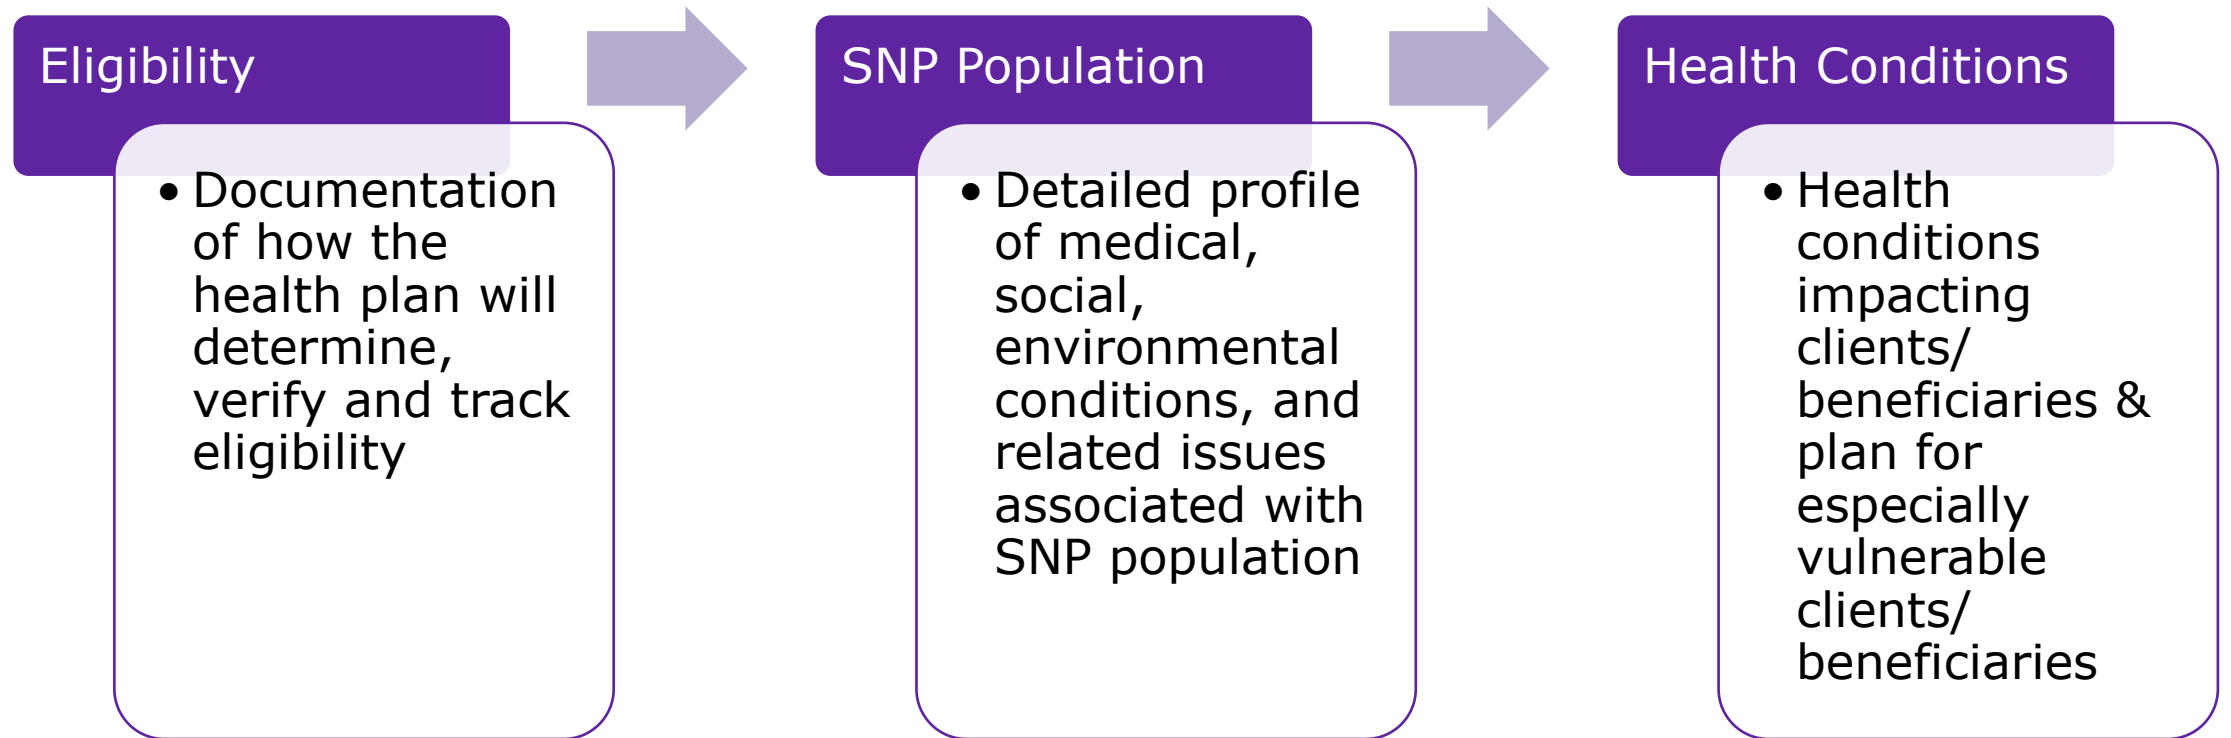 Eligibility
• Documentation
of how the
health plan will
determine,
verify and track
eligibility
SNP Population
• Detailed profile
of medical,
social,
environmental
conditions, and
related issues
associated with
SNP population
Health Conditions
• Health
conditions
impacting
clients/
beneficiaries &
plan for
especially
vulnerable
clients/
beneficiaries